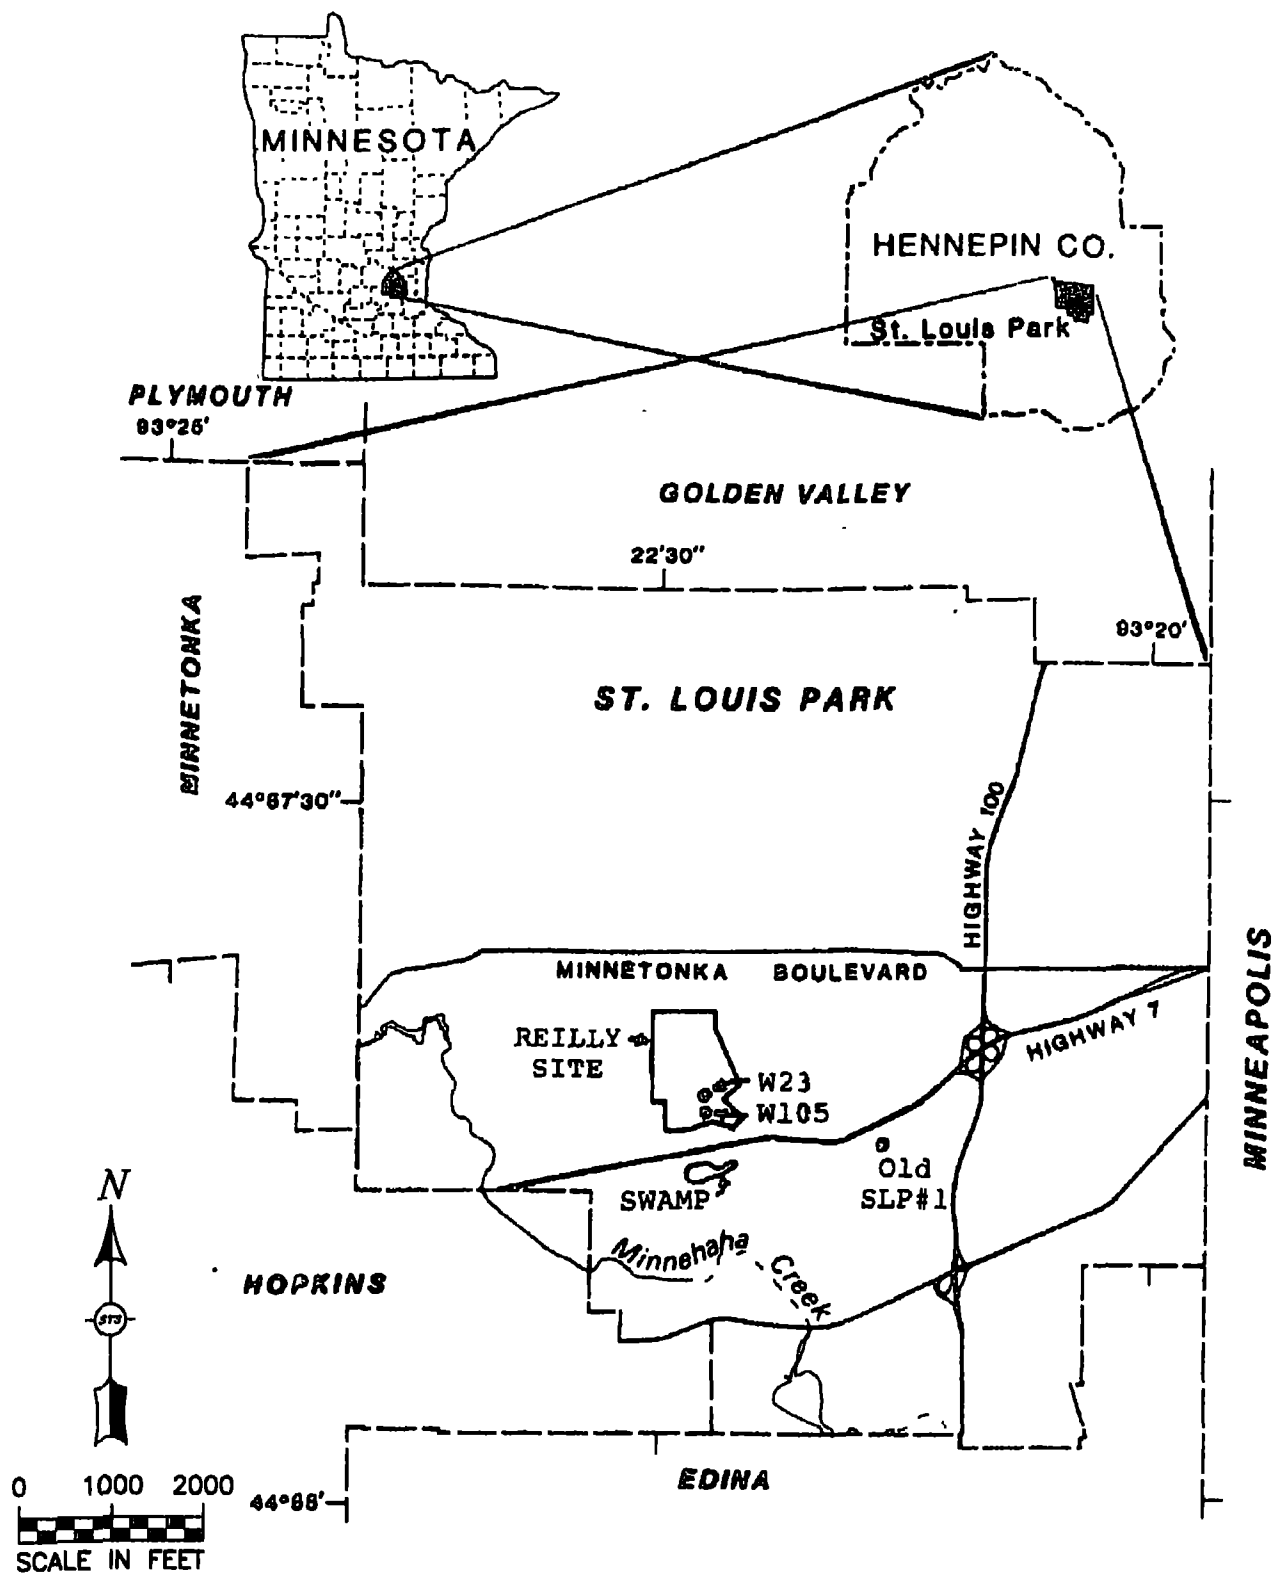 MINNESOTA
HENNEPIN CO.
St. Louis Park
PLYMOUTH
93°25'
GOLDEN VALLEY
22'30"
93°20'
MINNETONKA
ST. LOUIS PARK
44°57'30"
HIGHWAY 100
MINNETONKA BOULEVARD
REILLY
SITE
HIGHWAY 7
W23
W105
MINNEAPOLIS
Old
SLP#1
SWAMP
N
Minnehaha
Creek
HOPKINS
STS
EDINA
0 1000 2000
44°55'
SCALE IN FEET